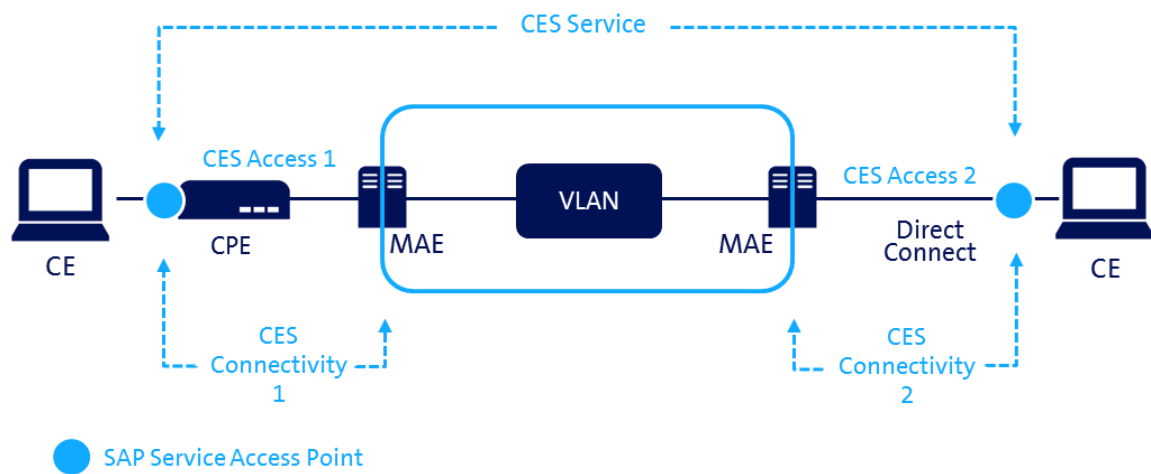 CES Service
CES Access 1
CES Access 2
VLAN
CPE
MAE
MAE
Direct
Connect
CE
CE
CES
Connectivity
1
CES
Connectivity
2
SAP Service Access Point